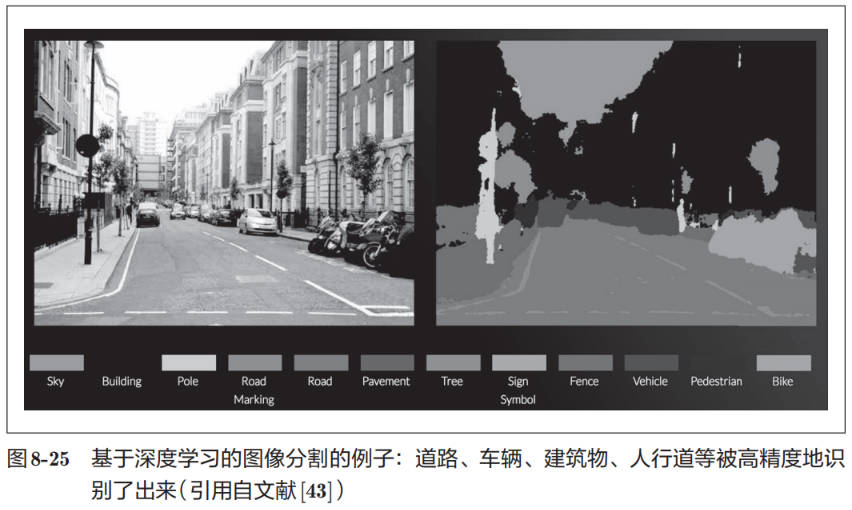 Sky Building Pole Road Road Pavement Tree Sign Fence Vehicle Pedestrian Bike
Marking Symbol
图8-25 基于深度学习的图像分割的例子：道路、车辆、建筑物、人行道等被高精度地识
别了出来（引用自文献[43]）